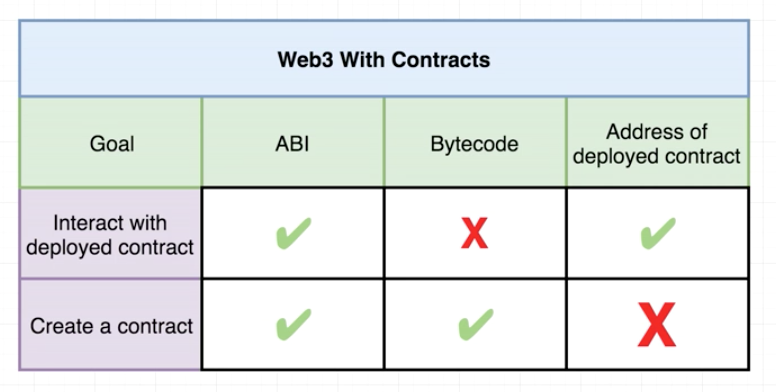 Web3 With Contracts
Goal
ABI
Bytecode
Address of
deployed contract
Interact with
deployed contract
✔
X
✔
Create a contract
✔
✔
X